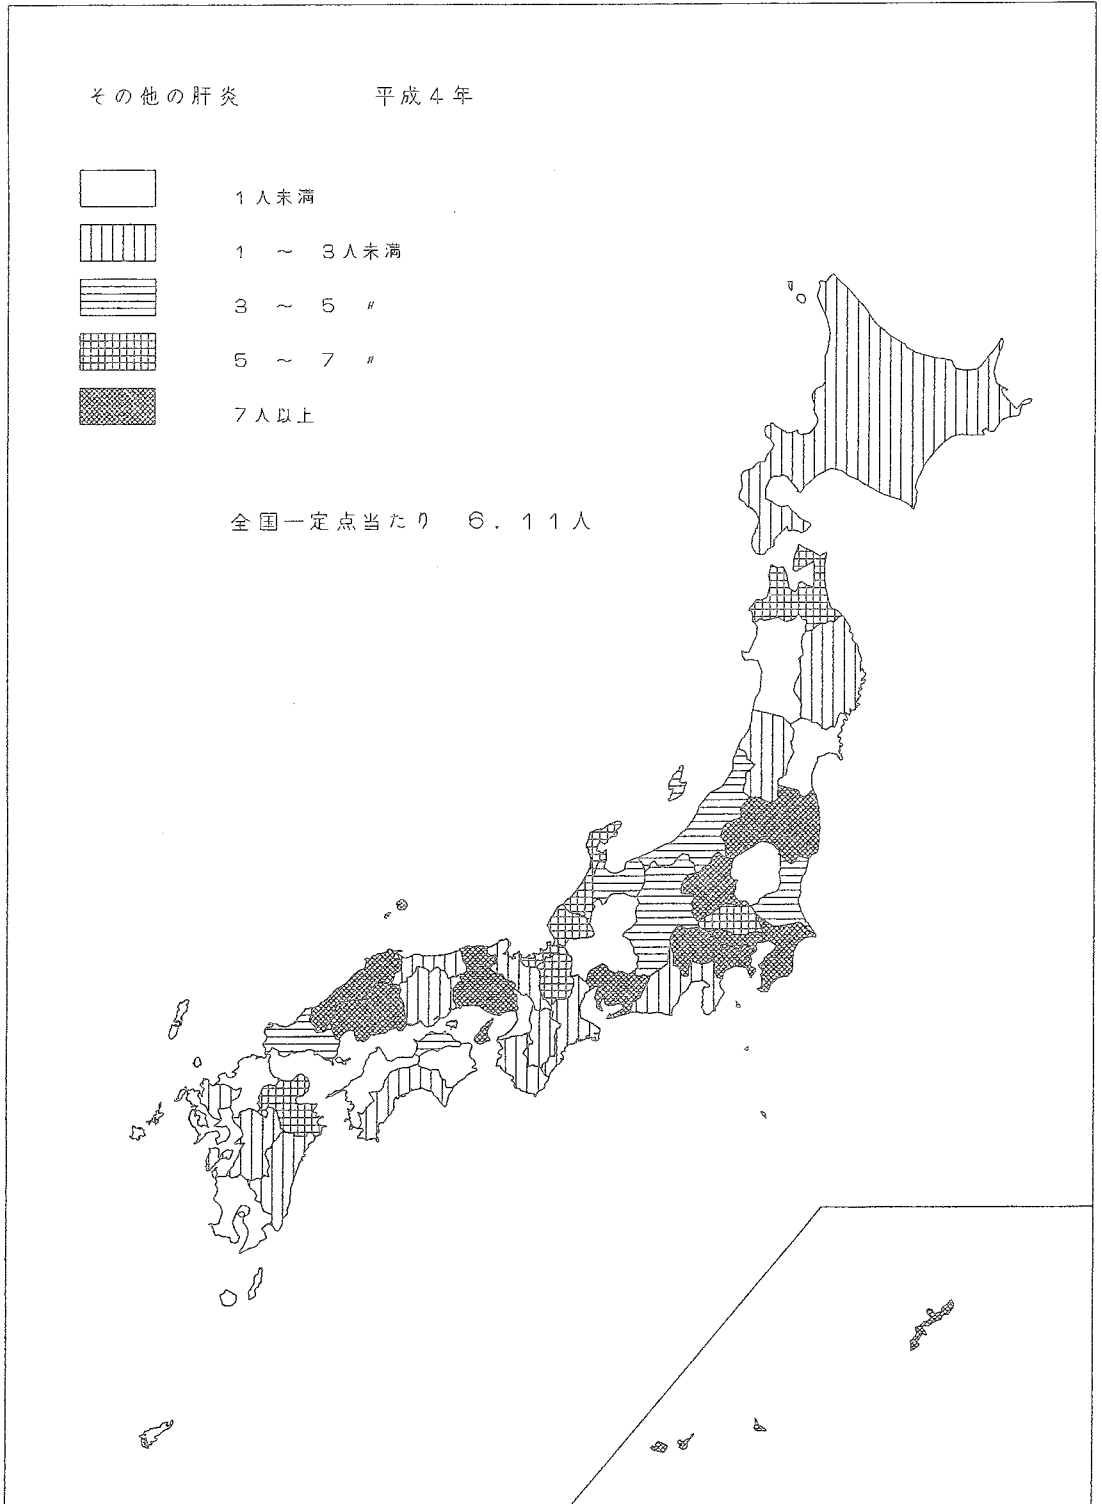 その他の肝炎 平成4年
1人未満
1 ~ 3人未満
3 ~ 5 〃
5 ~ 7 〃
7人以上
全国一定点当たり 6.11人